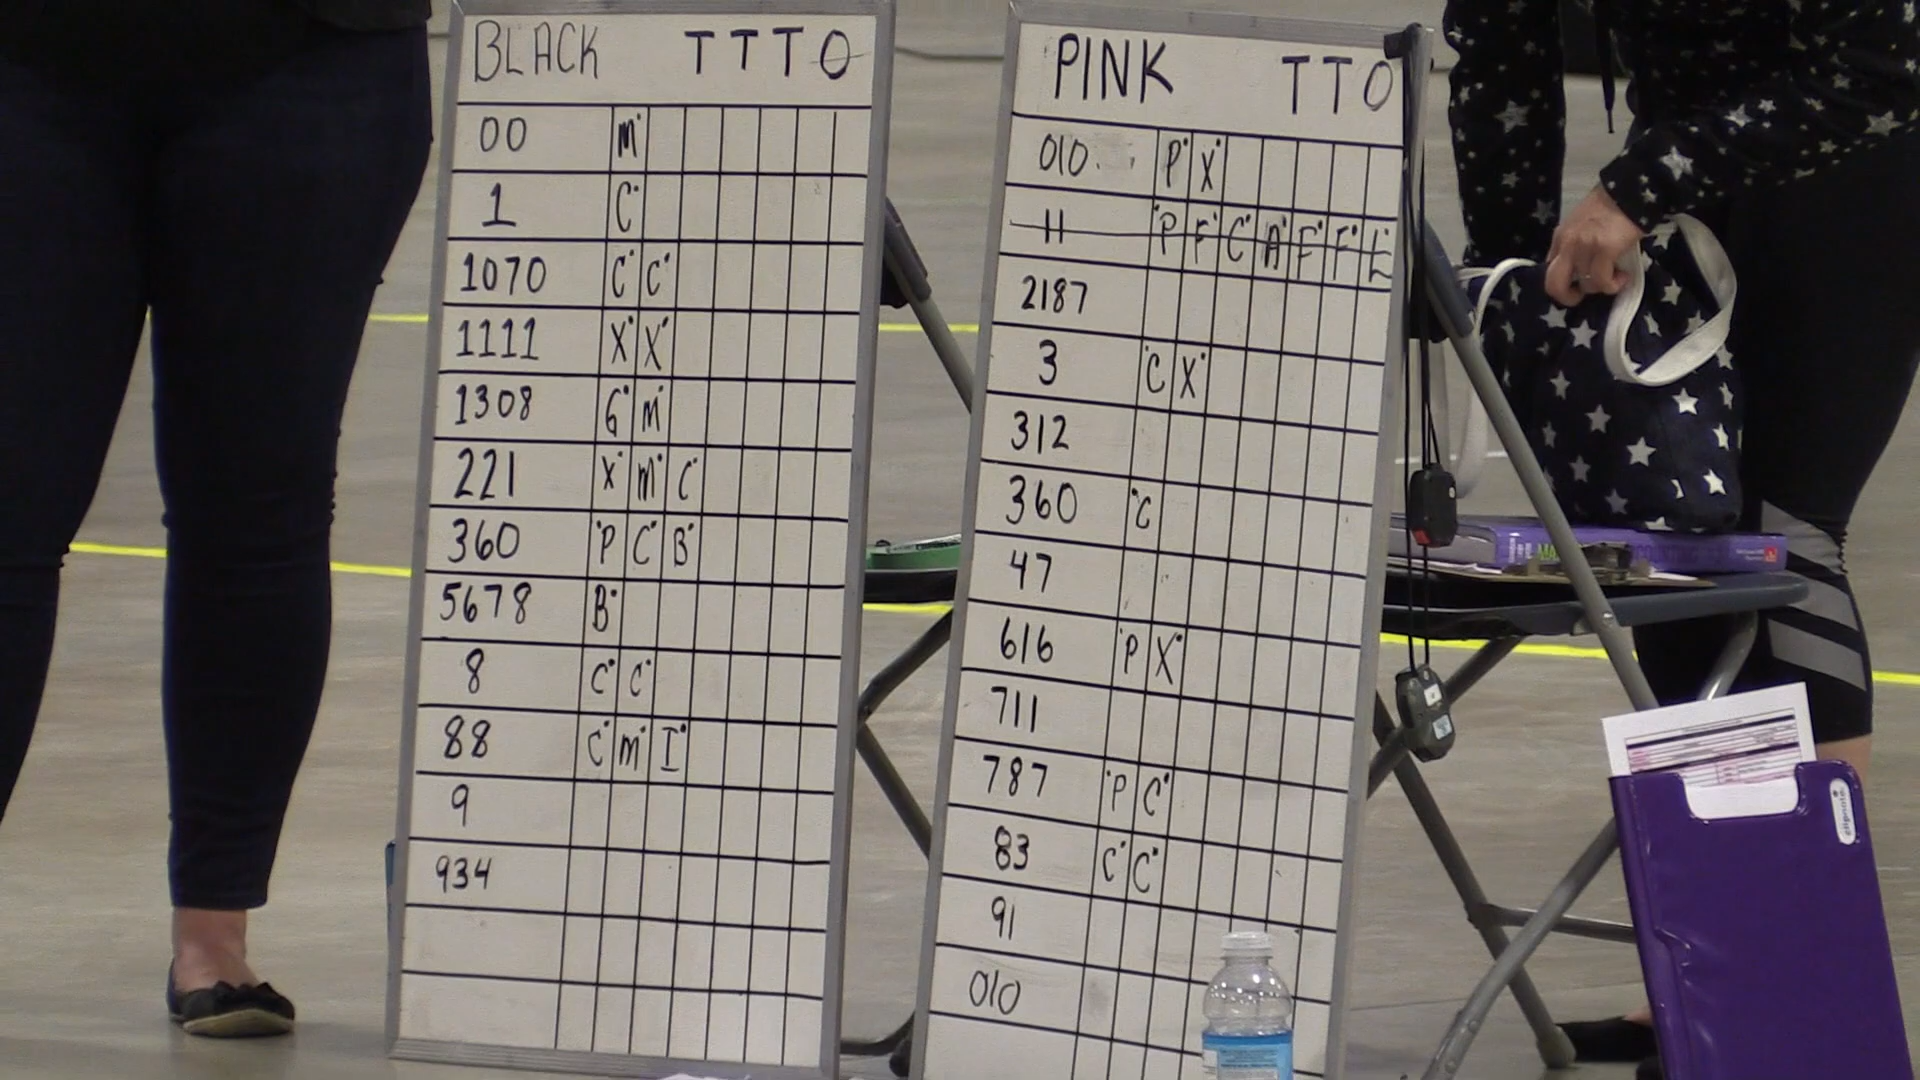 BLACK TTTO
00 M
1 C
1070 C C
1111 X X
1308 G M
221 X M C
360 P C B
5678 B
8 C C
88 C M I
9
934
PINK TTO
010 P X
11 P F C A F F L
2187
3 C X
312
360 C
47
616 P X
711
787 P C
83 C C
91
010
clipnote